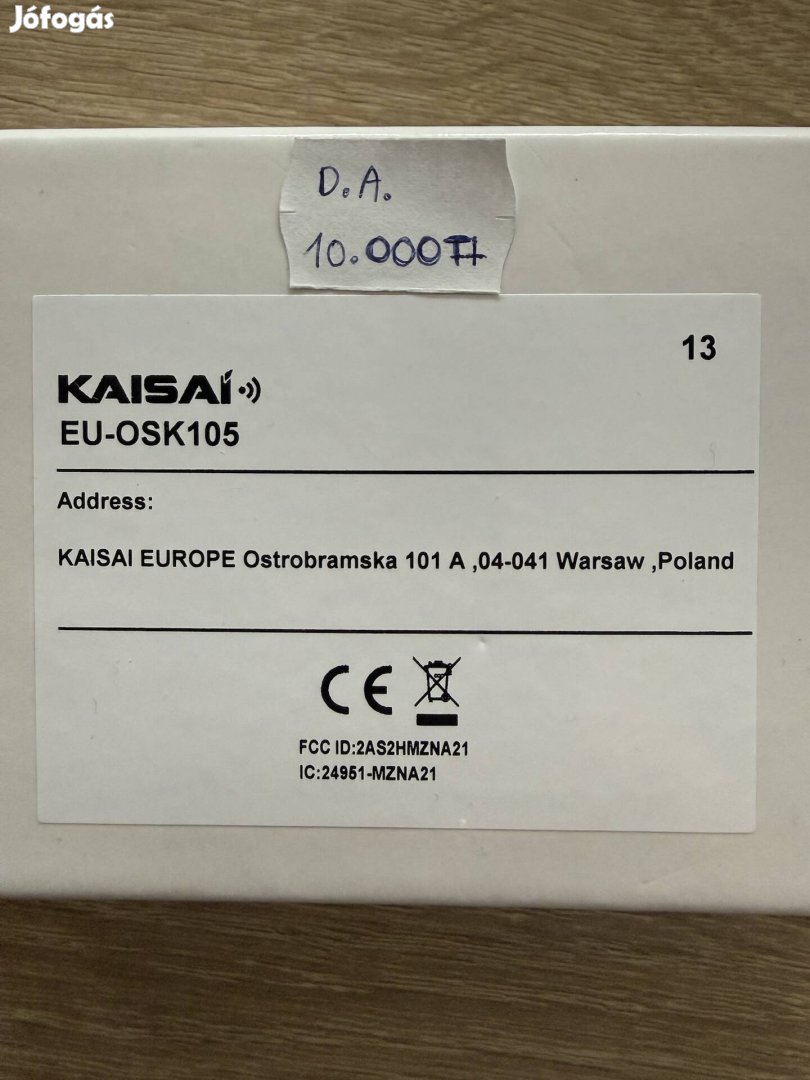 Jófogás
D.A.
10.000Ft
13
KAISAI
EU-OSK105
Address:
KAISAI EUROPE Ostrobramska 101 A ,04-041 Warsaw ,Poland
CE
FCC ID:2AS2HMZNA21
IC:24951-MZNA21